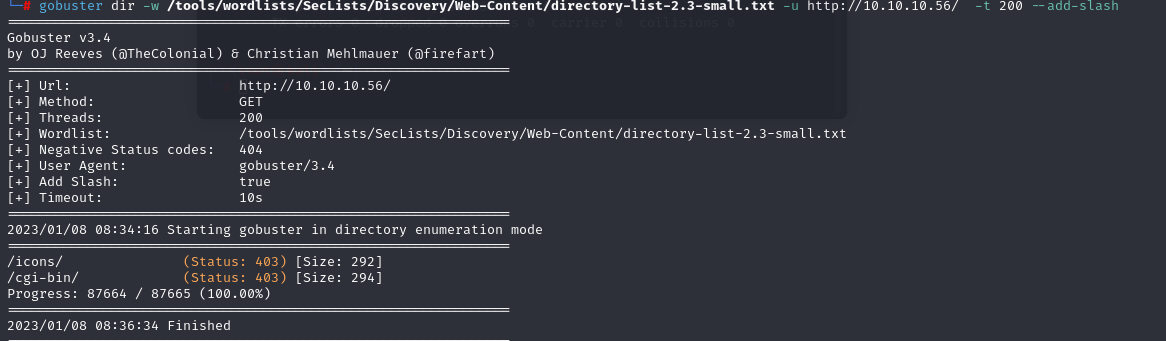 # gobuster dir -w /tools/wordlists/SecLists/Discovery/Web-Content/directory-list-2.3-small.txt -u http://10.10.10.56/  -t 200 --add-slash
===============================================================
Gobuster v3.4
by OJ Reeves (@TheColonial) & Christian Mehlmauer (@firefart)
===============================================================
[+] Url:                     http://10.10.10.56/
[+] Method:                  GET
[+] Threads:                 200
[+] Wordlist:                /tools/wordlists/SecLists/Discovery/Web-Content/directory-list-2.3-small.txt
[+] Negative Status codes:   404
[+] User Agent:              gobuster/3.4
[+] Add Slash:               true
[+] Timeout:                 10s
===============================================================
2023/01/08 08:34:16 Starting gobuster in directory enumeration mode
===============================================================
/icons/               (Status: 403) [Size: 292]
/cgi-bin/             (Status: 403) [Size: 294]
Progress: 87664 / 87665 (100.00%)
===============================================================
2023/01/08 08:36:34 Finished
===============================================================